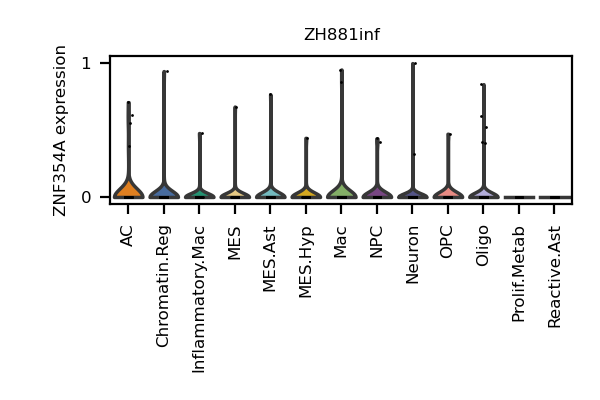 ZH881inf
ZNF354A expression
1
0
AC
Chromatin.Reg
Inflammatory.Mac
MES
MES.Ast
MES.Hyp
Mac
NPC
Neuron
OPC
Oligo
Prolif.Metab
Reactive.Ast